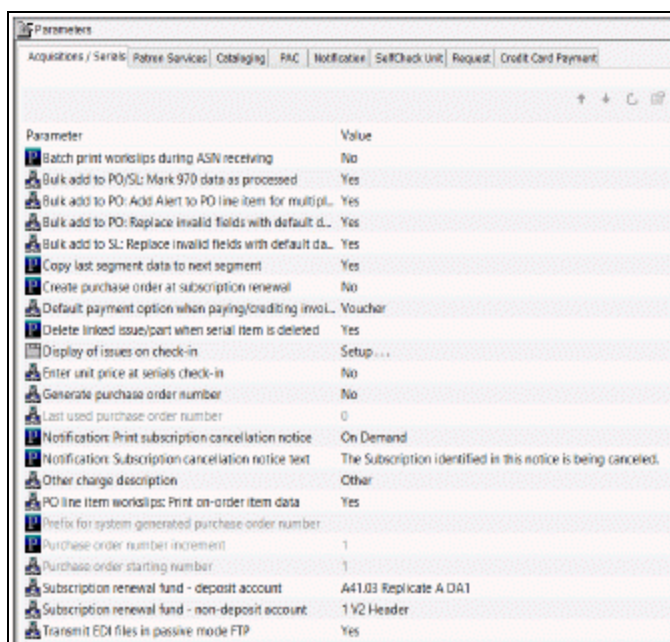 Parameters
Acquisitions / Serials Patron Services Cataloging PAC Notification SelfCheck Unit Request Credit Card Payment
Parameter Value
Batch print workslips during ASN receiving No
Bulk add to PO/SL: Mark 970 data as processed Yes
Bulk add to PO: Add Alert to PO line item for multipl... Yes
Bulk add to PO: Replace invalid fields with default d... Yes
Bulk add to SL: Replace invalid fields with default da... Yes
Copy last segment data to next segment Yes
Create purchase order at subscription renewal No
Default payment option when paying/crediting invoi... Voucher
Delete linked issue/part when serial item is deleted Yes
Display of issues on check-in Setup...
Enter unit price at serials check-in No
Generate purchase order number No
Last used purchase order number 0
Notification: Print subscription cancellation notice On Demand
Notification: Subscription cancellation notice text The Subscription identified in this notice is being canceled.
Other charge description Other
PO line item workslips: Print on-order item data Yes
Prefix for system generated purchase order number
Purchase order number increment 1
Purchase order starting number 1
Subscription renewal fund - deposit account A41.03 Replicate A DA1
Subscription renewal fund - non-deposit account 1 V2 Header
Transmit EDI files in passive mode FTP Yes